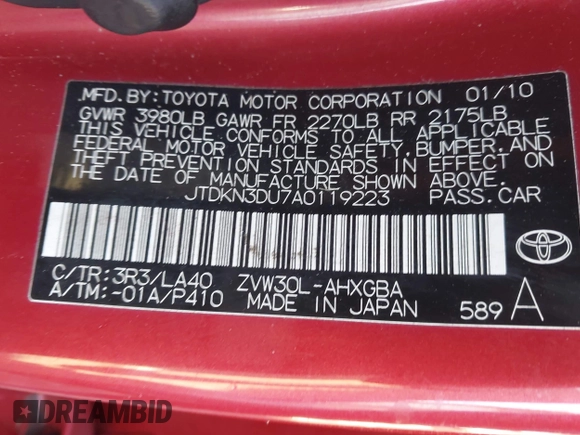 MFD. BY: TOYOTA MOTOR CORPORATION 01/10
GVWR 3980LB GAWR FR 2270LB RR 2175LB
THIS VEHICLE CONFORMS TO ALL APPLICABLE
FEDERAL MOTOR VEHICLE SAFETY, BUMPER, AND
THEFT PREVENTION STANDARDS IN EFFECT ON
THE DATE OF MANUFACTURE SHOWN ABOVE.
JTDKN3DU7A0119223 PASS. CAR
C/TR: 3R3/LA40 ZVW30L-AHXGBA
A/TM: -01A/P410 MADE IN JAPAN 589 A
TOYOTA
DREAMBID